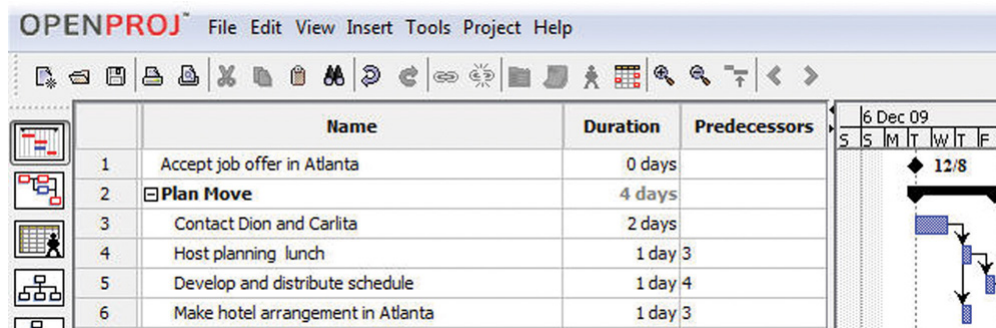 OPENPROJ™ File Edit View Insert Tools Project Help
Name Duration Predecessors 6 Dec 09
S S M T W T F
1 Accept job offer in Atlanta 0 days 12/8
2 Plan Move 4 days
3 Contact Dion and Carlita 2 days
4 Host planning lunch 1 day 3
5 Develop and distribute schedule 1 day 4
6 Make hotel arrangement in Atlanta 1 day 3